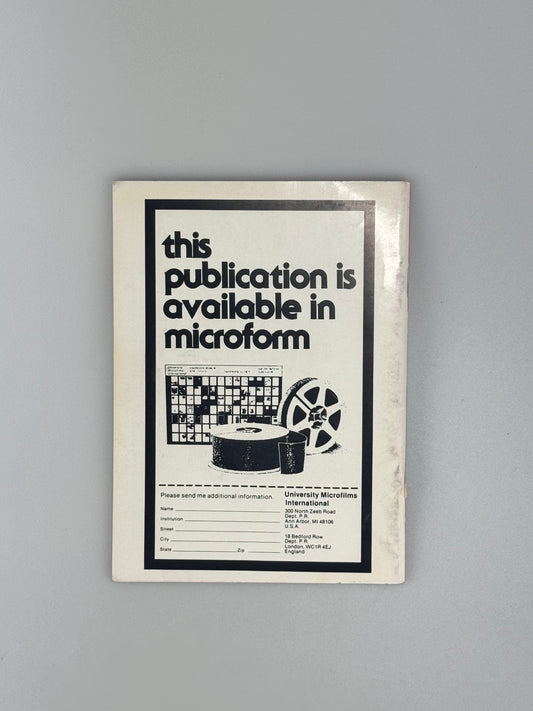 this
publication is
available in
microform
Please send me additional information.
Name
Institution
Street
City
State Zip
University Microfilms
International
300 North Zeeb Road
Dept. P.R.
Ann Arbor, MI 48106
U.S.A.
18 Bedford Row
Dept. P.R.
London, WC1R 4EJ
England